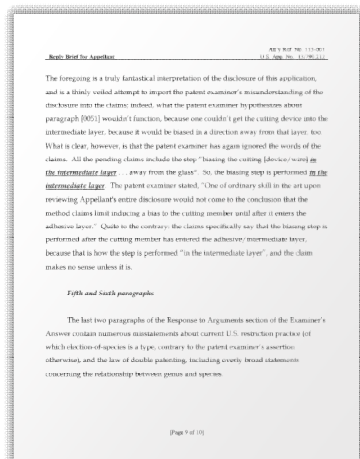 Reply Brief for Appellant
U.S. App. No.
The foregoing is a truly fantastical interpretation of the disclosure of this application,
and is a thinly veiled attempt to import the patent examiner's misunderstanding of the
disclosure into the claims; indeed, what the patent examiner hypothesizes about
paragraph [0051] wouldn't function, because one couldn't get the cutting device into the
intermediate layer, because it would be biased in a direction away from that layer, too
What is clear, however, is that the patent examiner has again ignored the words of the
claims. All the pending claims include the step "biasing the cutting [device/wire] in
the intermediate layer . . . away from the glass". So, the biasing step is performed in the
intermediate layer. The patent examiner stated, "One of ordinary skill in the art upon
reviewing Appellant's entire disclosure would not come to the conclusion that the
method claims limit inducing a bias to the cutting member until after it enters the
adhesive layer." Quite to the contrary: the claims specifically say that the biasing step is
performed after the cutting member has entered the adhesive/intermediate layer,
because that is how the step is performed "in the intermediate layer", and the claim
makes no sense unless it is.
Fifth and Sixth paragraphs
The last two paragraphs of the Response to Arguments section of the Examiner's
Answer contain numerous misstatements about current U.S. restriction practice (of
which election-of-species is a type, contrary to the patent examiner's assertion
otherwise), and the law of double patenting, including overly broad statements
concerning the relationship between genus and species.
[Page 9 of 10]